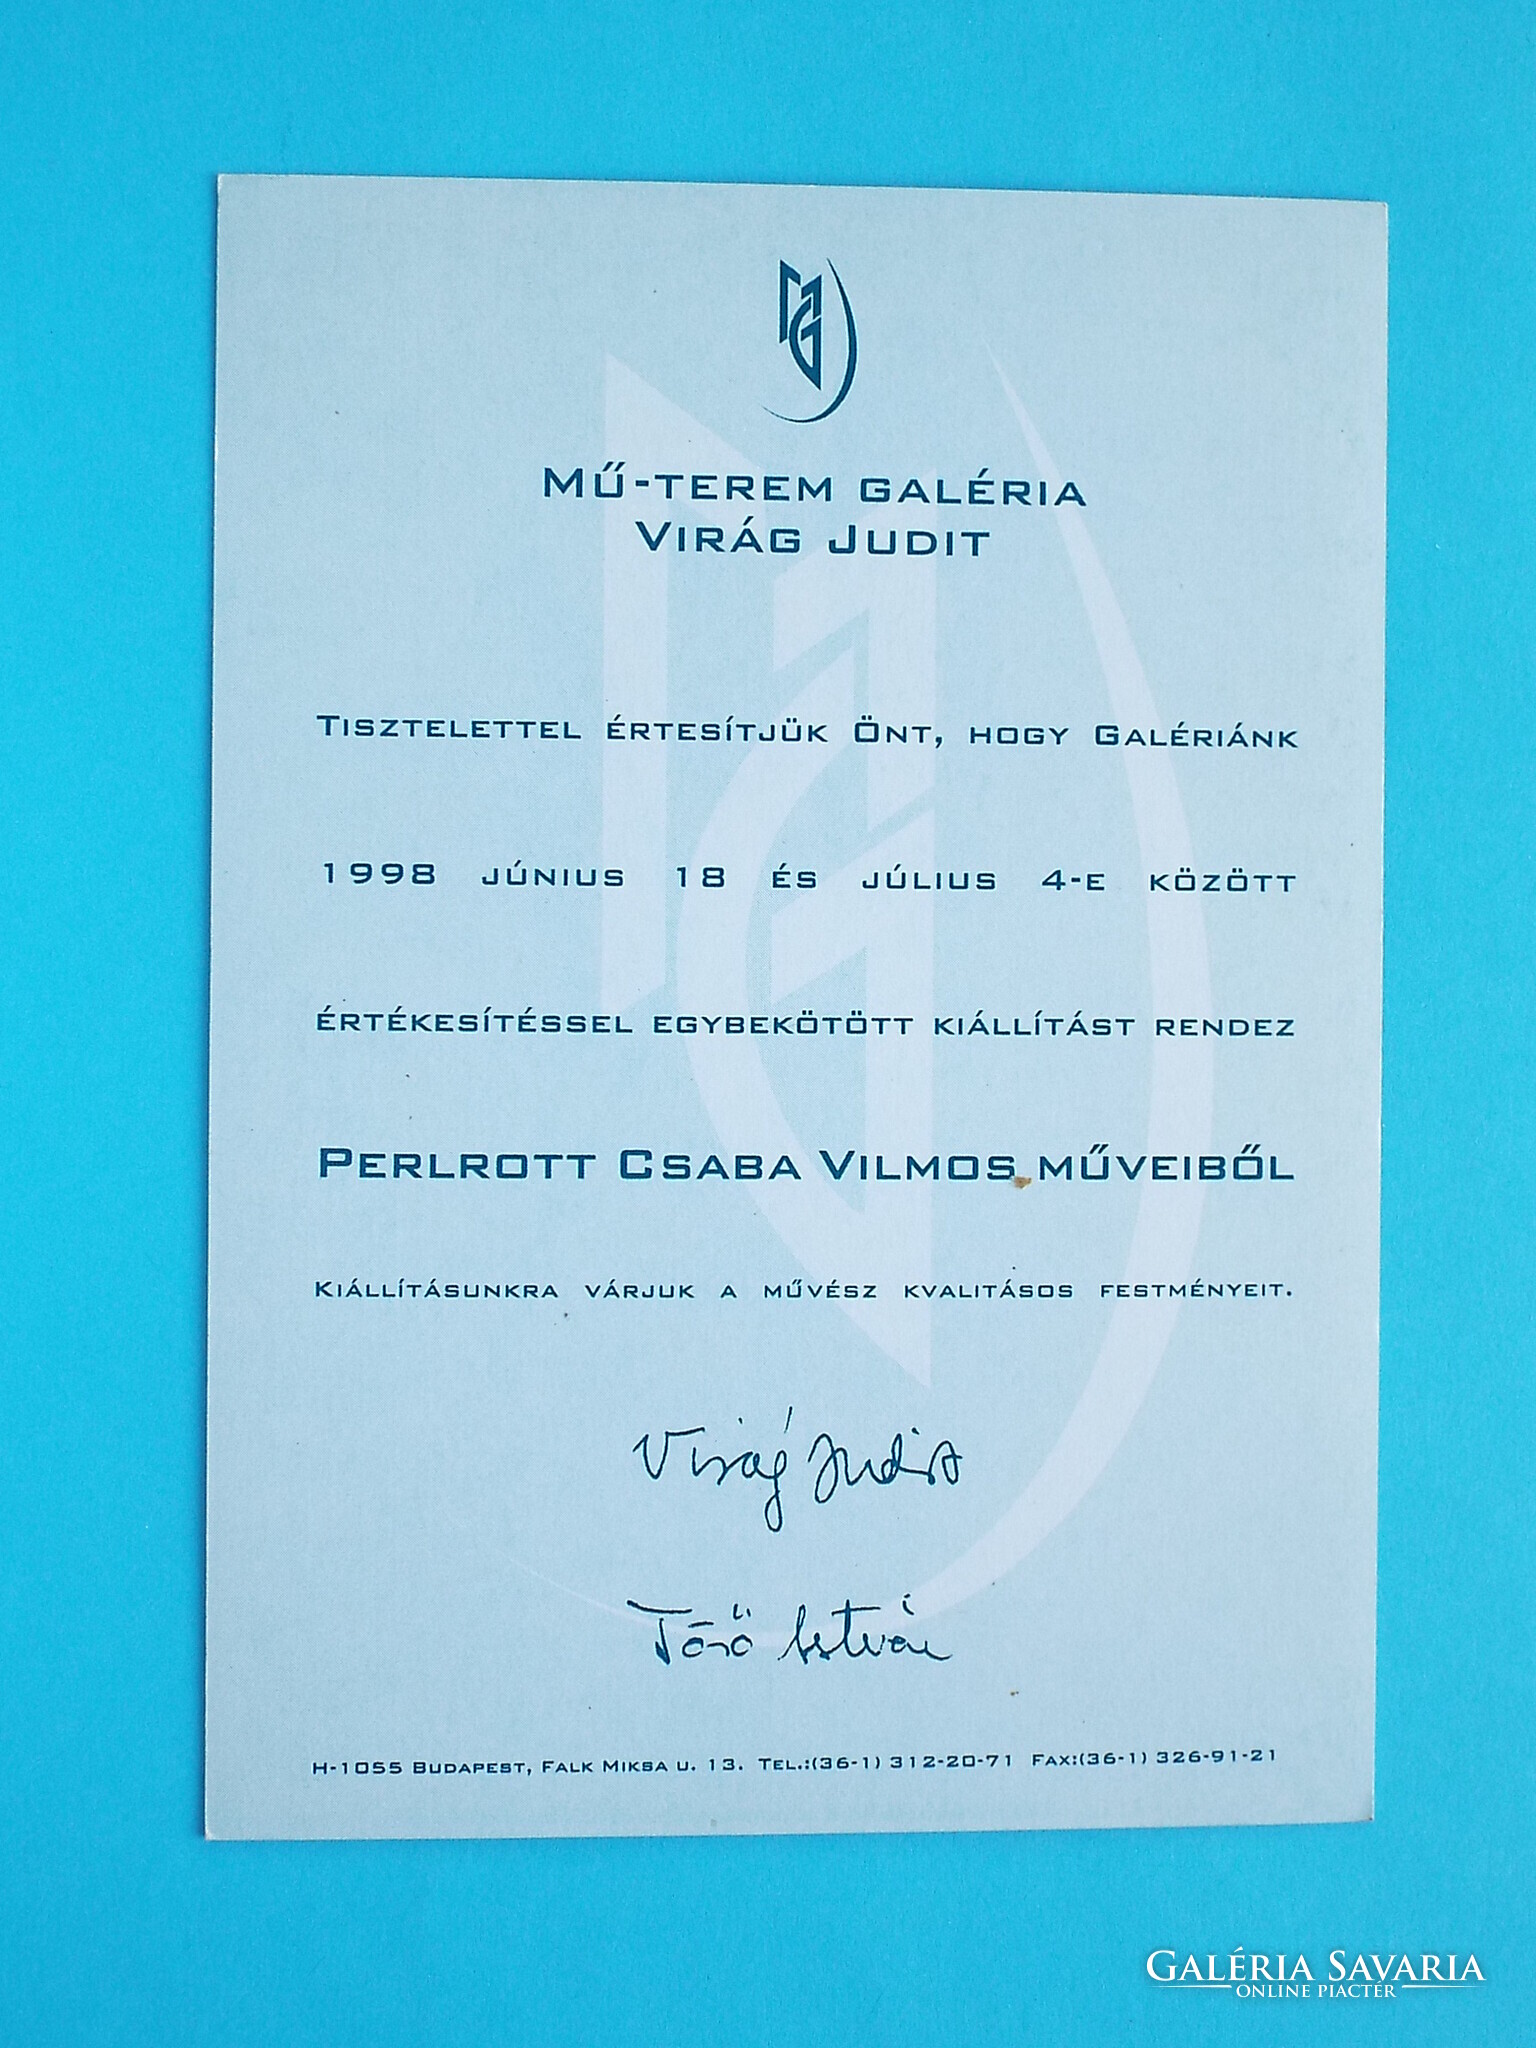 MŰ-TEREM GALÉRIA
VIRÁG JUDIT
TISZTELETTEL ÉRTESÍTJÜK ÖNT, HOGY GALÉRIÁNK
1998 JÚNIUS 18 ÉS JÚLIUS 4-E KÖZÖTT
ÉRTÉKESÍTÉSSEL EGYBEKÖTÖTT KIÁLLÍTÁST RENDEZ
PERLROTT CSABA VILMOS MŰVEIBŐL
KIÁLLÍTÁSUNKRA VÁRJUK A MŰVÉSZ KVALITÁSOS FESTMÉNYEIT.
Virág Judit
Törő István
H-1055 BUDAPEST, FALK MIKSA U. 13. TEL.:(36-1) 312-20-71 FAX:(36-1) 326-91-21
GALÉRIA SAVARIA
ONLINE PIACTÉR